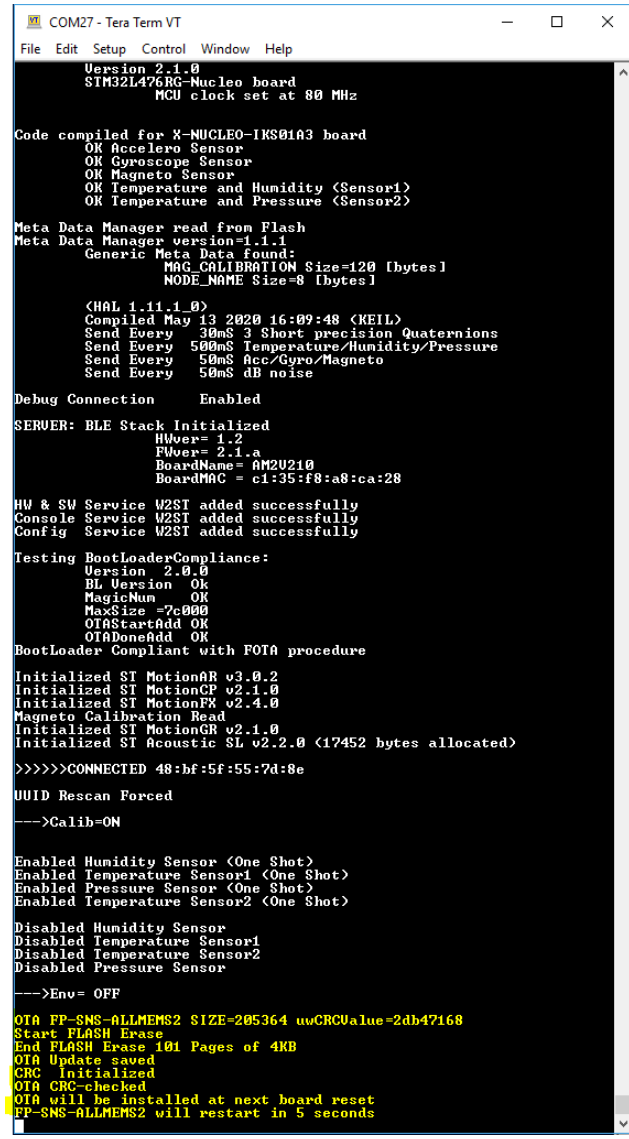 COM27 - Tera Term VT
File Edit Setup Control Window Help
Version 2.1.0
STM32L476RG-Nucleo board
MCU clock set at 80 MHz
Code compiled for X-NUCLEO-IKS01A3 board
OK Accelero Sensor
OK Gyroscope Sensor
OK Magneto Sensor
OK Temperature and Humidity (Sensor1)
OK Temperature and Pressure (Sensor2)
Meta Data Manager read from Flash
Meta Data Manager version=1.1.1
Generic Meta Data found:
MAG_CALIBRATION Size=120 [bytes]
NODE_NAME Size=8 [bytes]
(HAL 1.11.1_0)
Compiled May 13 2020 16:09:48 (KEIL)
Send Every 30mS 3 Short precision Quaternions
Send Every 500mS Temperature/Humidity/Pressure
Send Every 50mS Acc/Gyro/Magneto
Send Every 50mS dB noise
Debug Connection Enabled
SERVER: BLE Stack Initialized
HWver= 1.2
FWver= 2.1.a
BoardName= AM2V210
BoardMAC = c1:35:f8:a8:ca:28
HW & SW Service W2ST added successfully
Console Service W2ST added successfully
Config Service W2ST added successfully
Testing BootLoaderCompliance:
Version 2.0.0
BL Version Ok
MagicNum OK
MaxSize =7c000
OTAStartAdd OK
OTADoneAdd OK
BootLoader Compliant with FOTA procedure
Initialized ST MotionAR v3.0.2
Initialized ST MotionCP v2.1.0
Initialized ST MotionFX v2.4.0
Magneto Calibration Read
Initialized ST MotionGR v2.1.0
Initialized ST Acoustic SL v2.2.0 (17452 bytes allocated)
>>>>>>CONNECTED 48:bf:5f:55:7d:8e
UUID Rescan Forced
--->Calib=ON
Enabled Humidity Sensor (One Shot)
Enabled Temperature Sensor1 (One Shot)
Enabled Pressure Sensor (One Shot)
Enabled Temperature Sensor2 (One Shot)
Disabled Humidity Sensor
Disabled Temperature Sensor1
Disabled Temperature Sensor2
Disabled Pressure Sensor
--->Env= OFF
OTA FP-SNS-ALLMEMS2 SIZE=205364 uwCRCValue=2db47168
Start FLASH Erase
End FLASH Erase 101 Pages of 4KB
OTA Update saved
CRC Initialized
OTA CRC-checked
OTA will be installed at next board reset
FP-SNS-ALLMEMS2 will restart in 5 seconds